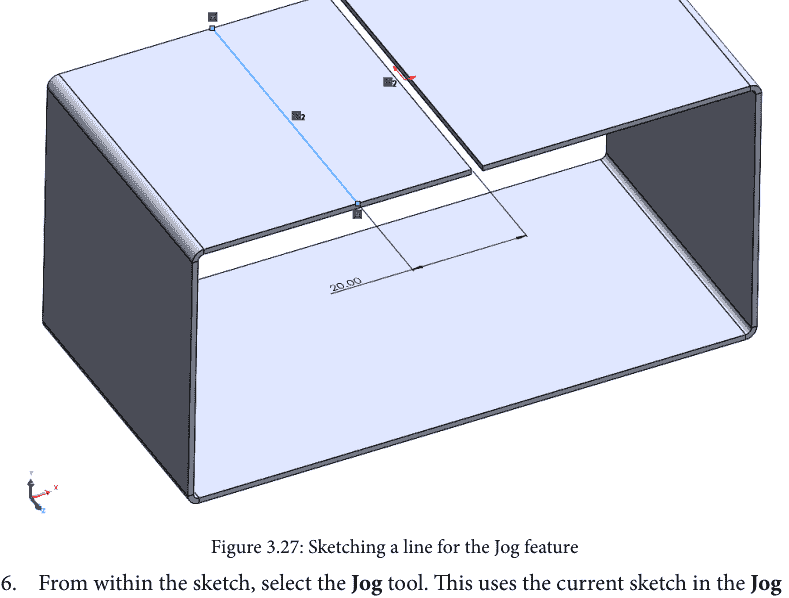 20.00
Y
X
Z
Figure 3.27: Sketching a line for the Jog feature
6. From within the sketch, select the Jog tool. This uses the current sketch in the Jog